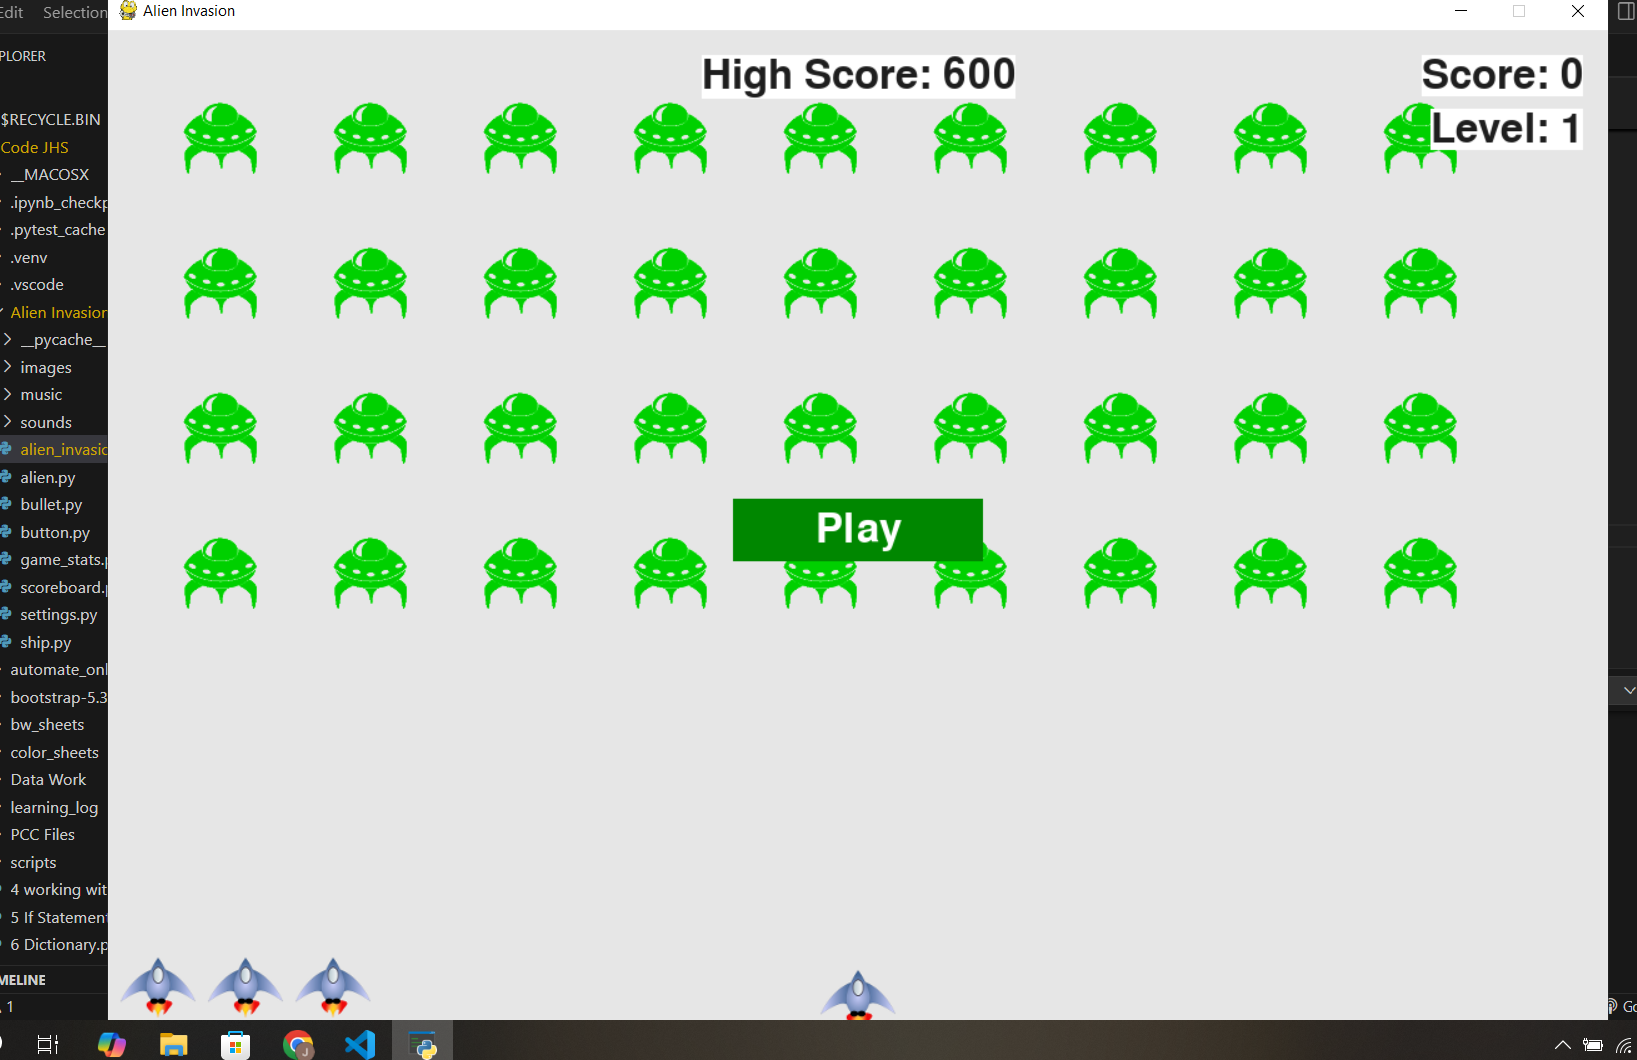 Edit Selection
Alien Invasion
PLORER
High Score: 600
Score: 0
Level: 1
$RECYCLE.BIN
Code JHS
__MACOSX
.ipynb_checkp
.pytest_cache
.venv
.vscode
Alien Invasion
__pycache__
images
music
sounds
alien_invasio
alien.py
bullet.py
button.py
game_stats.p
scoreboard.p
settings.py
ship.py
Play
automate_onl
bootstrap-5.3
bw_sheets
color_sheets
Data Work
learning_log
PCC Files
scripts
4 working wit
5 If Statement
6 Dictionary.p
MELINE
1
Go
J